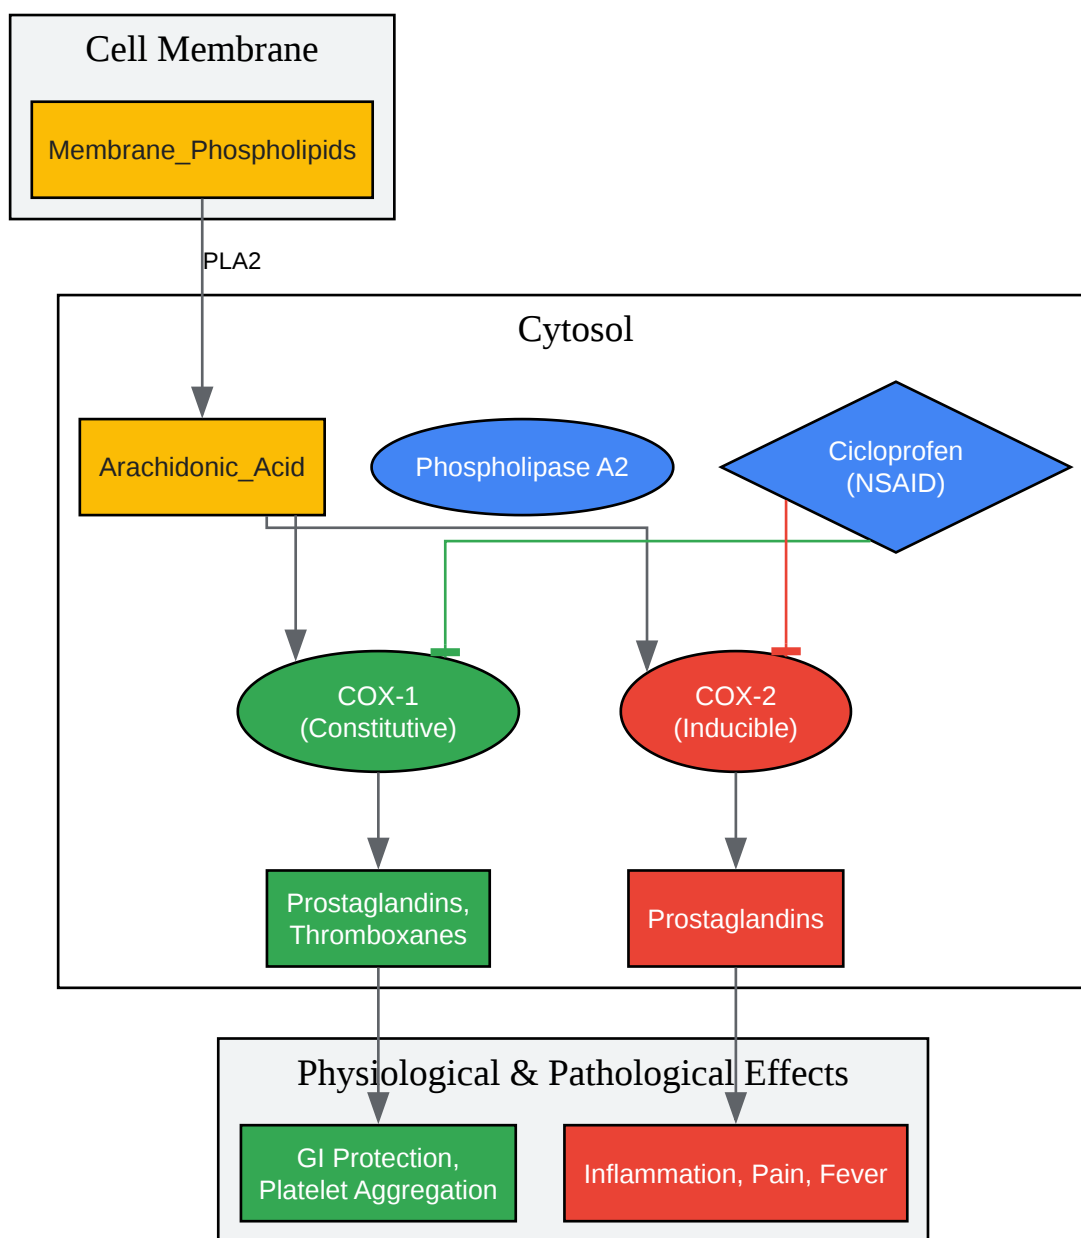 Cell Membrane
Membrane_Phospholipids
PLA2
Cytosol
Arachidonic_Acid
Phospholipase A2
Cicloprofen
(NSAID)
COX-1
(Constitutive)
COX-2
(Inducible)
Prostaglandins,
Thromboxanes
Prostaglandins
Physiological & Pathological Effects
GI Protection,
Platelet Aggregation
Inflammation, Pain, Fever